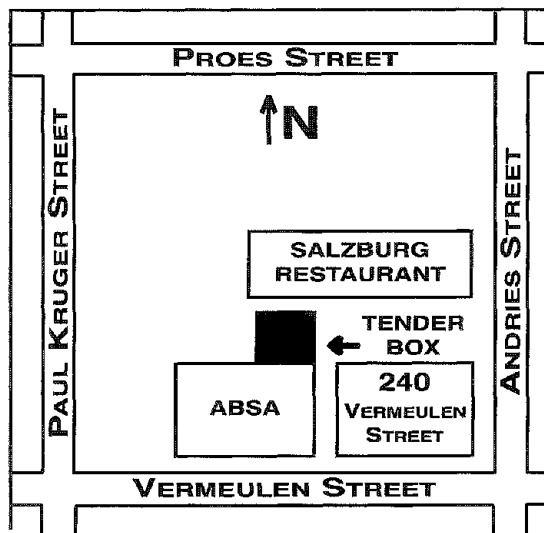 PROES STREET
N
PAUL KRUGER STREET
ANDRIES STREET
SALZBURG
RESTAURANT
TENDER
BOX
ABSA
240
VERMEULEN
STREET
VERMEULEN STREET